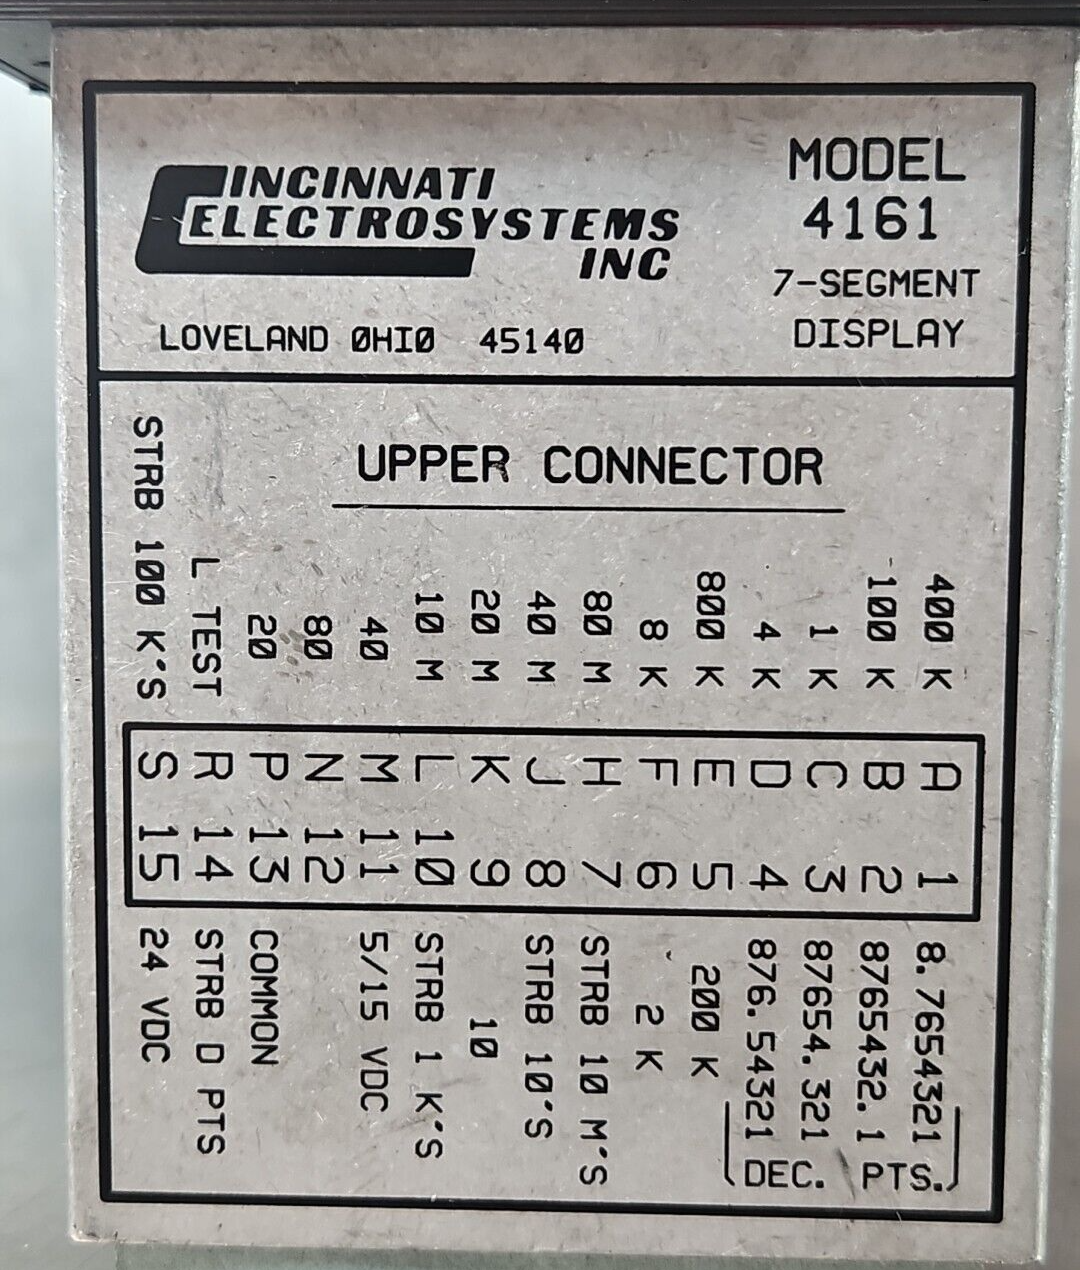 CINCINNATI
ELECTROSYSTEMS
INC
LOVELAND OHIO 45140
MODEL
4161
7-SEGMENT
DISPLAY
UPPER CONNECTOR
400 K A 1 8.7654321
100 K B 2 8765432.1
1 K C 3 87654.321
4 K D 4 876.54321
DEC. PTS.
800 K E 5 200 K
8 K F 6 2 K
80 M H 7 STRB 10 M'S
40 M J 8 STRB 10'S
20 M K 9 10
10 M L 10 STRB 1 K'S
40 M 11 5/15 VDC
80 N 12
20 P 13 COMMON
L TEST R 14 STRB D PTS
STRB 100 K'S S 15 24 VDC